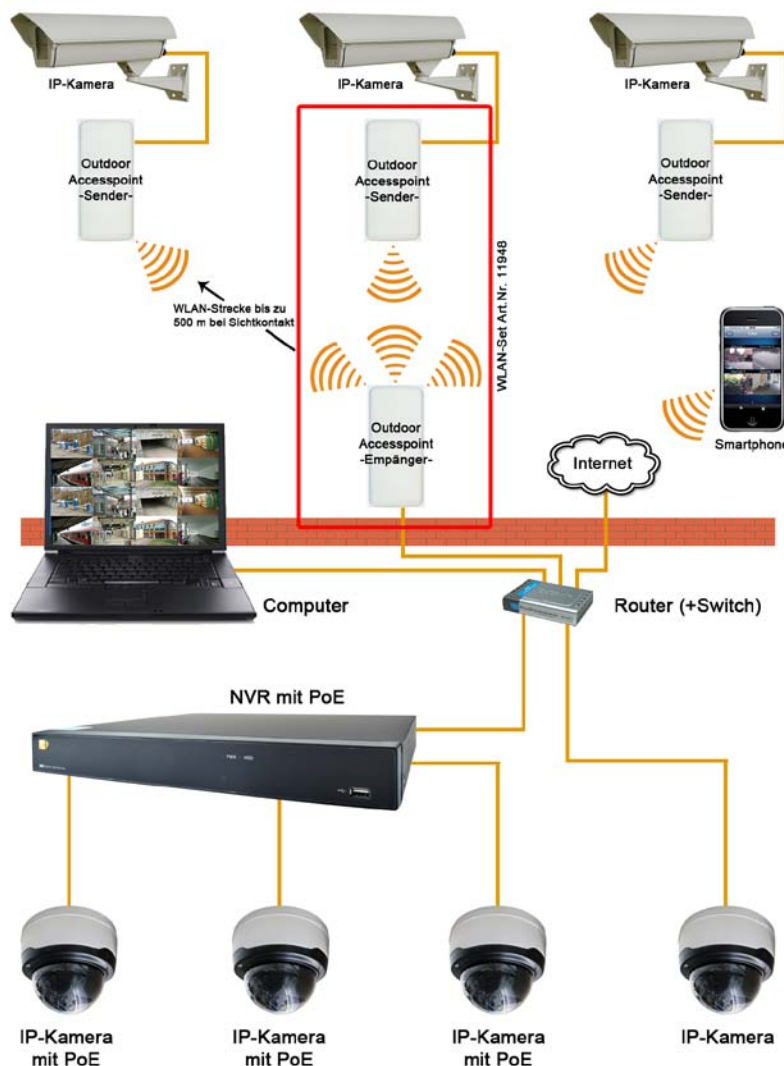 IP-Kamera
IP-Kamera
IP-Kamera
Outdoor
Accesspoint
-Sender-
Outdoor
Accesspoint
-Sender-
Outdoor
Accesspoint
-Sender-
WLAN-Strecke bis zu
500 m bei Sichtkontakt
WLAN-Set Art.Nr. 11948
Outdoor
Accesspoint
-Empänger-
Internet
Smartphone
Computer
Router (+Switch)
NVR mit PoE
IP-Kamera
mit PoE
IP-Kamera
mit PoE
IP-Kamera
mit PoE
IP-Kamera